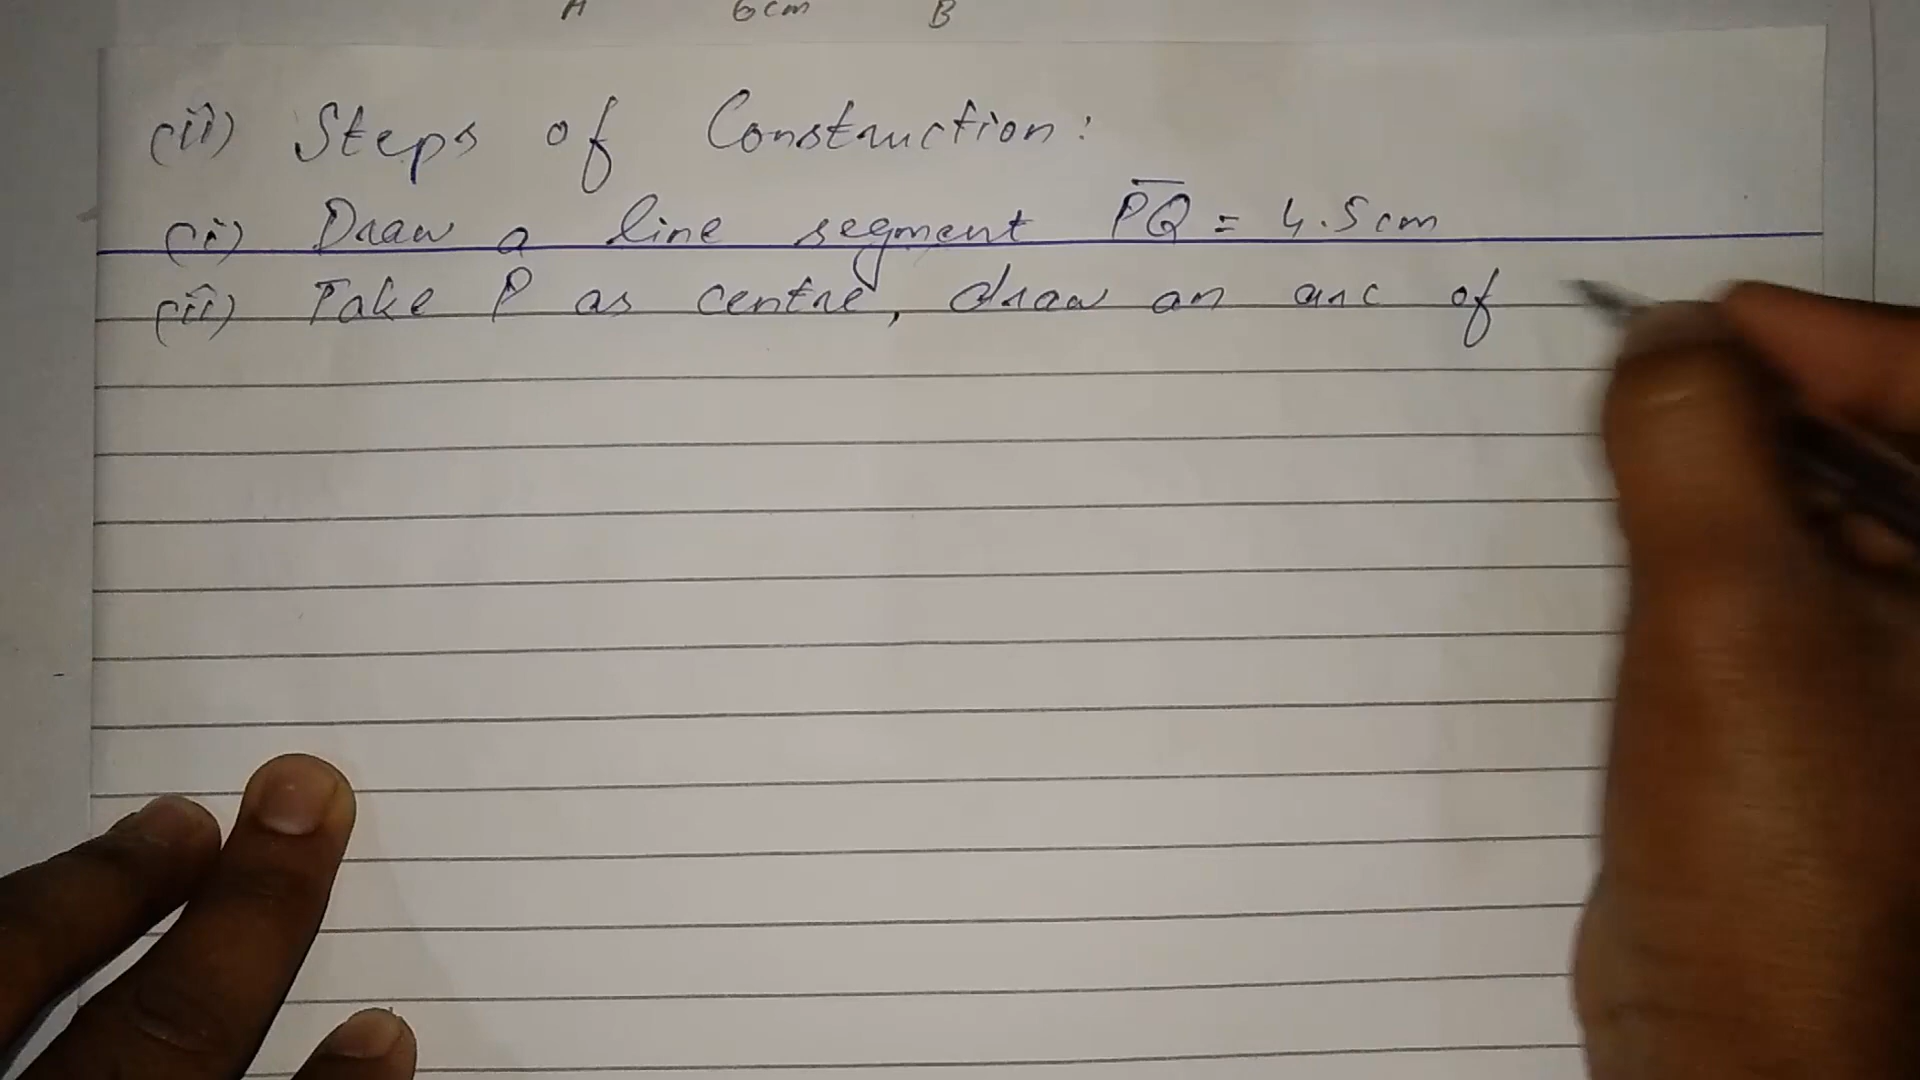 A 6cm B
(ii) Steps of Construction:
(i) Draw a line segment PQ = 4.5cm
(ii) Take P as centre, draw an arc of